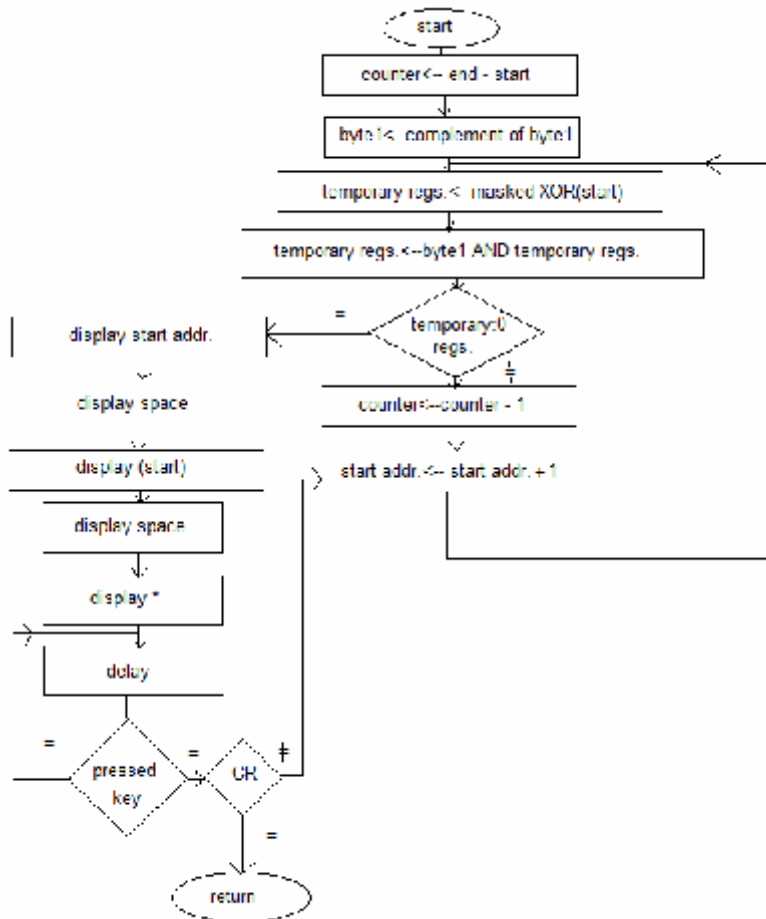 start
counter<-- end - start
byte1<- complement of byte1
temporary regs.<- masked XOR(start)
temporary regs.<--byte1 AND temporary regs.
temporary:0
regs.
=
≠
display start addr.
display space
display (start)
display space
display *
delay
counter<--counter - 1
start addr.<-- start addr. + 1
=
pressed
key
=
CR
≠
=
return